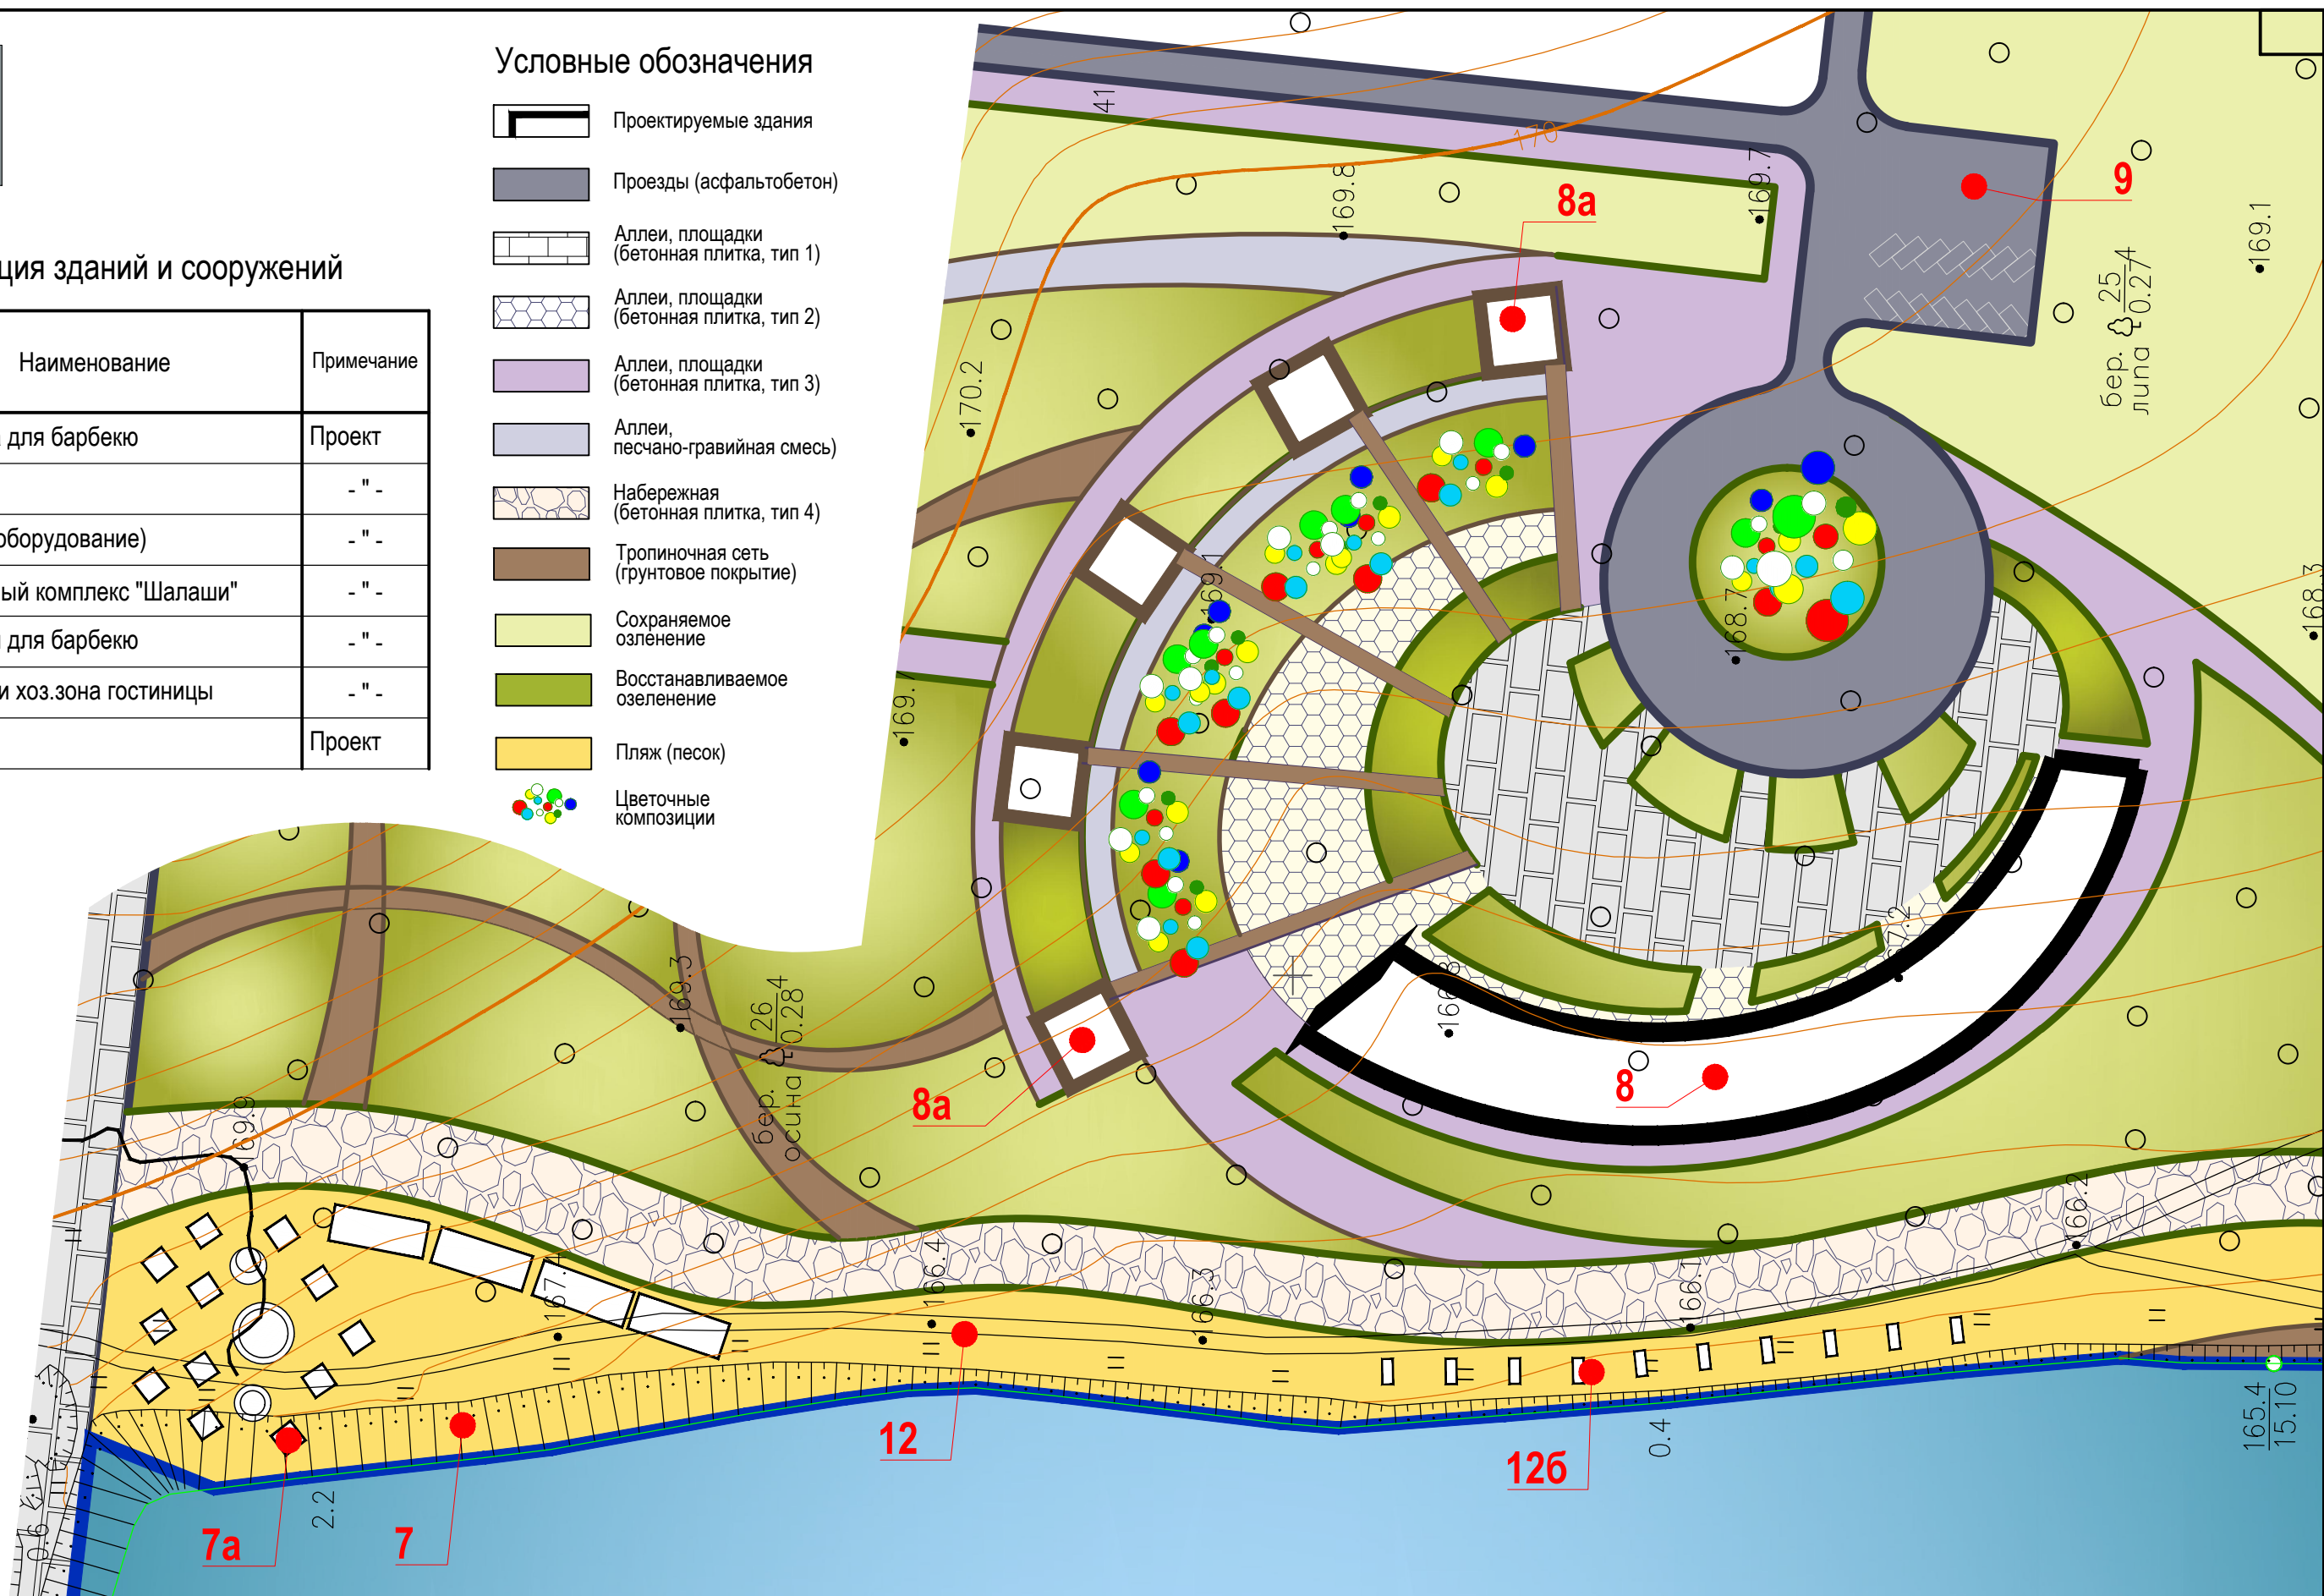 Условные обозначения
Проектируемые здания
Проезды (асфальтобетон)
Аллеи, площадки
(бетонная плитка, тип 1)
Аллеи, площадки
(бетонная плитка, тип 2)
Аллеи, площадки
(бетонная плитка, тип 3)
Аллеи,
песчано-гравийная смесь)
Набережная
(бетонная плитка, тип 4)
Тропиночная сеть
(грунтовое покрытие)
Сохраняемое
озленение
Восстанавливаемое
озеленение
Пляж (песок)
Цветочные
композиции
ция зданий и сооружений
Наименование
Примечание
для барбекю
Проект
- " -
оборудование)
- " -
ый комплекс "Шалаши"
- " -
для барбекю
- " -
и хоз.зона гостиницы
- " -
Проект
41
170
169.8
169.7
8а
9
169.1
бер. 25 4
липа 0.27
170.2
168.3
168.7
169.7
169.3
бер. 26 4
осина 0.28
8а
8
169.9
166.4
166.3
166.1
166.2
12
12б
0.4
165.4
15.10
7а
2.2
7